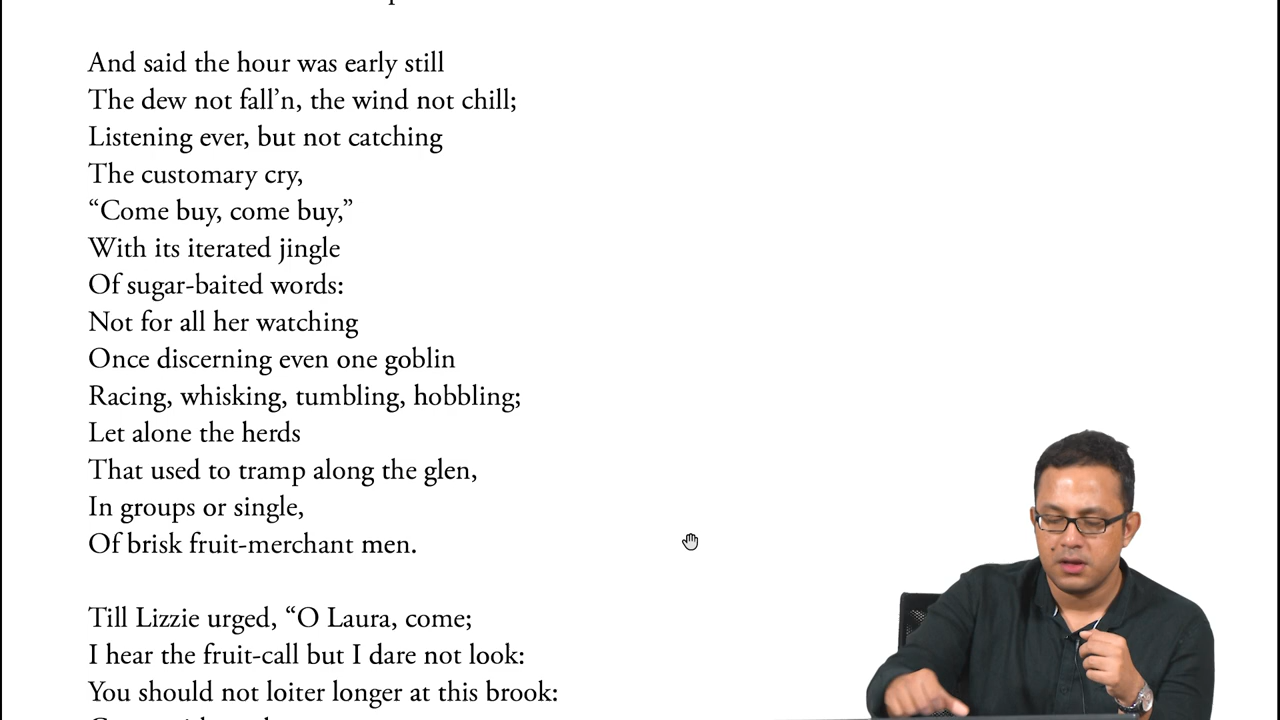 And said the hour was early still
The dew not fall’n, the wind not chill;
Listening ever, but not catching
The customary cry,
“Come buy, come buy,”
With its iterated jingle
Of sugar-baited words:
Not for all her watching
Once discerning even one goblin
Racing, whisking, tumbling, hobbling;
Let alone the herds
That used to tramp along the glen,
In groups or single,
Of brisk fruit-merchant men.
Till Lizzie urged, “O Laura, come;
I hear the fruit-call but I dare not look:
You should not loiter longer at this brook: